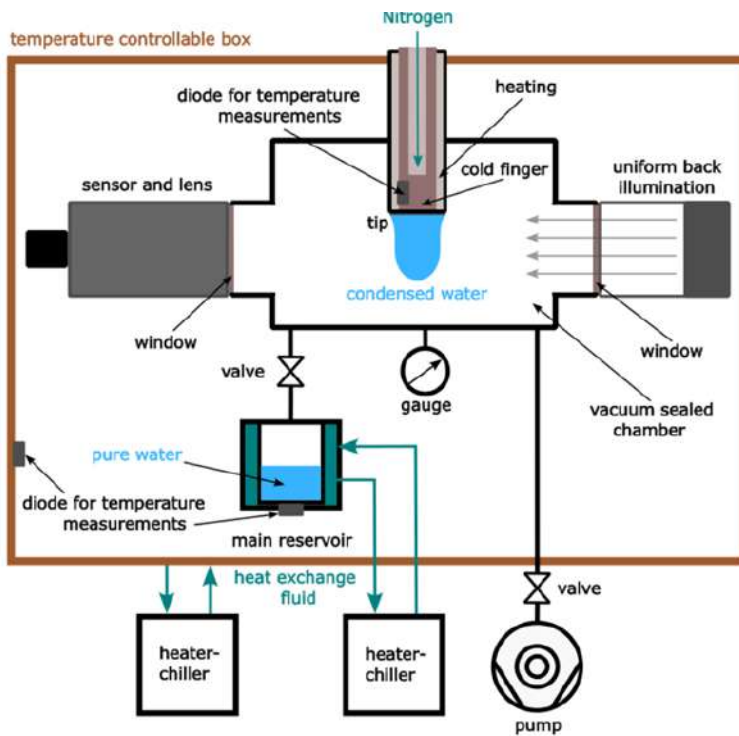 Nitrogen
temperature controllable box
diode for temperature
measurements
heating
cold finger
uniform back
illumination
sensor and lens
tip
condensed water
window
window
valve
gauge
vacuum sealed
chamber
pure water
diode for temperature
measurements
main reservoir
heat exchange
fluid
valve
heater-
chiller
heater-
chiller
pump